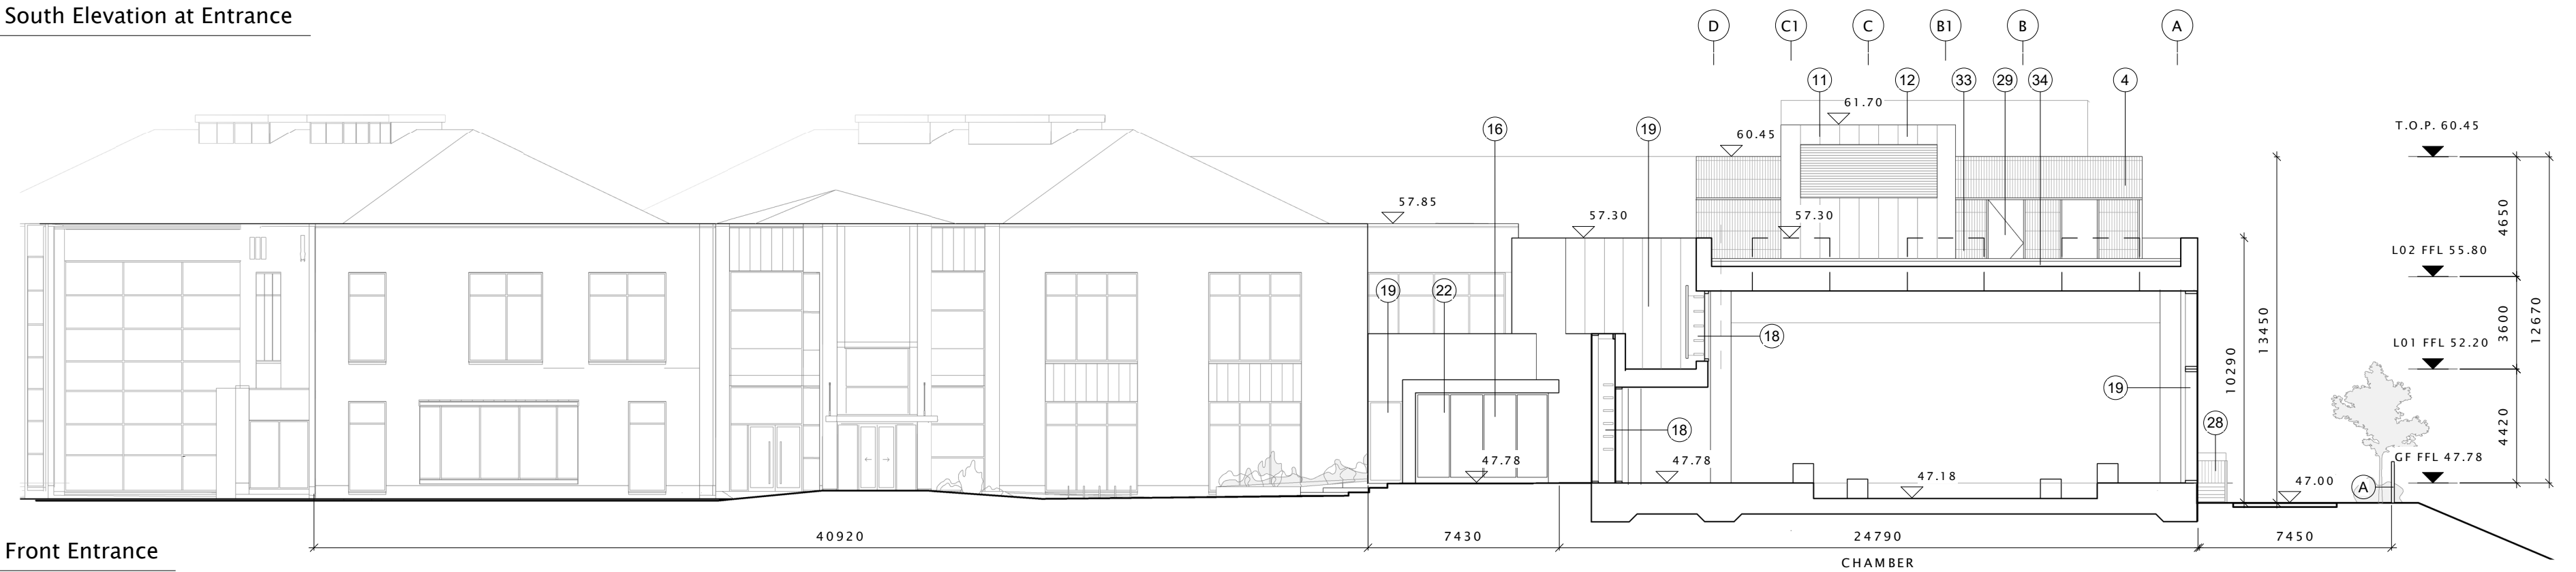 South Elevation at Entrance
D C1 C B1 B A
11 12 33 29 34 4
61.70
16 19
60.45
T.O.P. 60.45
57.85
57.30
57.30
4650
L02 FFL 55.80
19 22
13450
3600
12670
18
L01 FFL 52.20
10290
19
28
4420
18
47.78
47.78
GF FFL 47.78
47.18
47.00
A
40920
7430
24790
7450
Front Entrance
CHAMBER